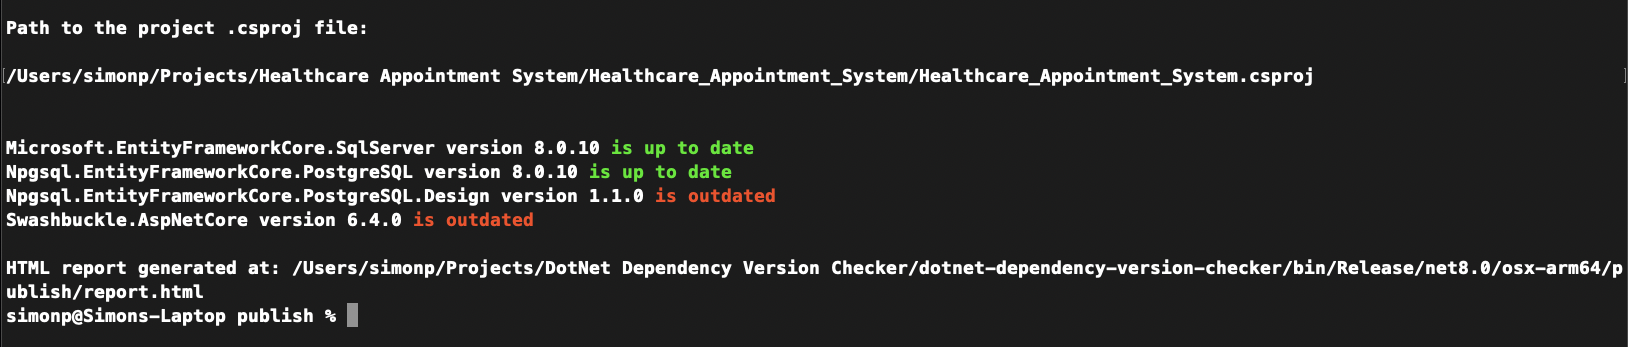 Path to the project .csproj file:
/Users/simonp/Projects/Healthcare Appointment System/Healthcare_Appointment_System/Healthcare_Appointment_System.csproj
Microsoft.EntityFrameworkCore.SqlServer version 8.0.10 is up to date
Npgsql.EntityFrameworkCore.PostgreSQL version 8.0.10 is up to date
Npgsql.EntityFrameworkCore.PostgreSQL.Design version 1.1.0 is outdated
Swashbuckle.AspNetCore version 6.4.0 is outdated
HTML report generated at: /Users/simonp/Projects/DotNet Dependency Version Checker/dotnet-dependency-version-checker/bin/Release/net8.0/osx-arm64/p
ublish/report.html
simonp@Simons-Laptop publish %